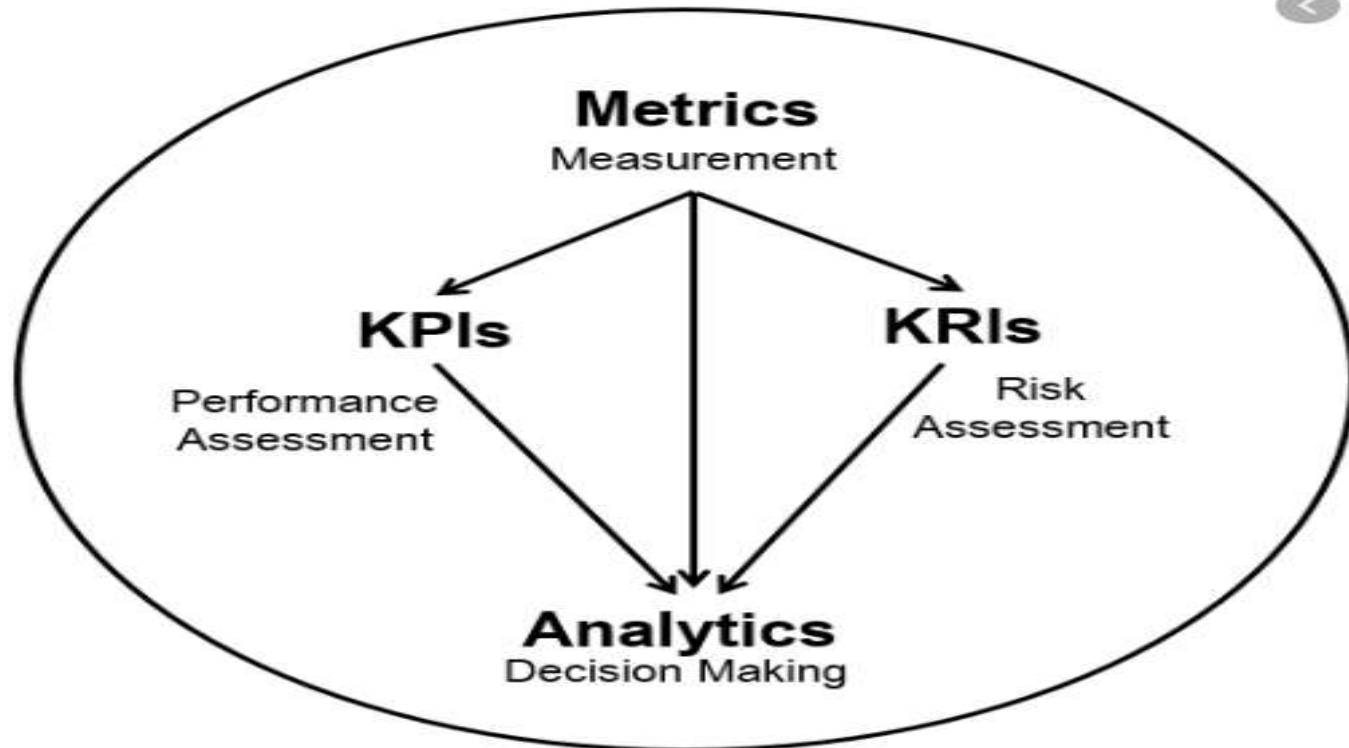 Metrics
Measurement
KPIs
KRIs
Performance
Assessment
Risk
Assessment
Analytics
Decision Making